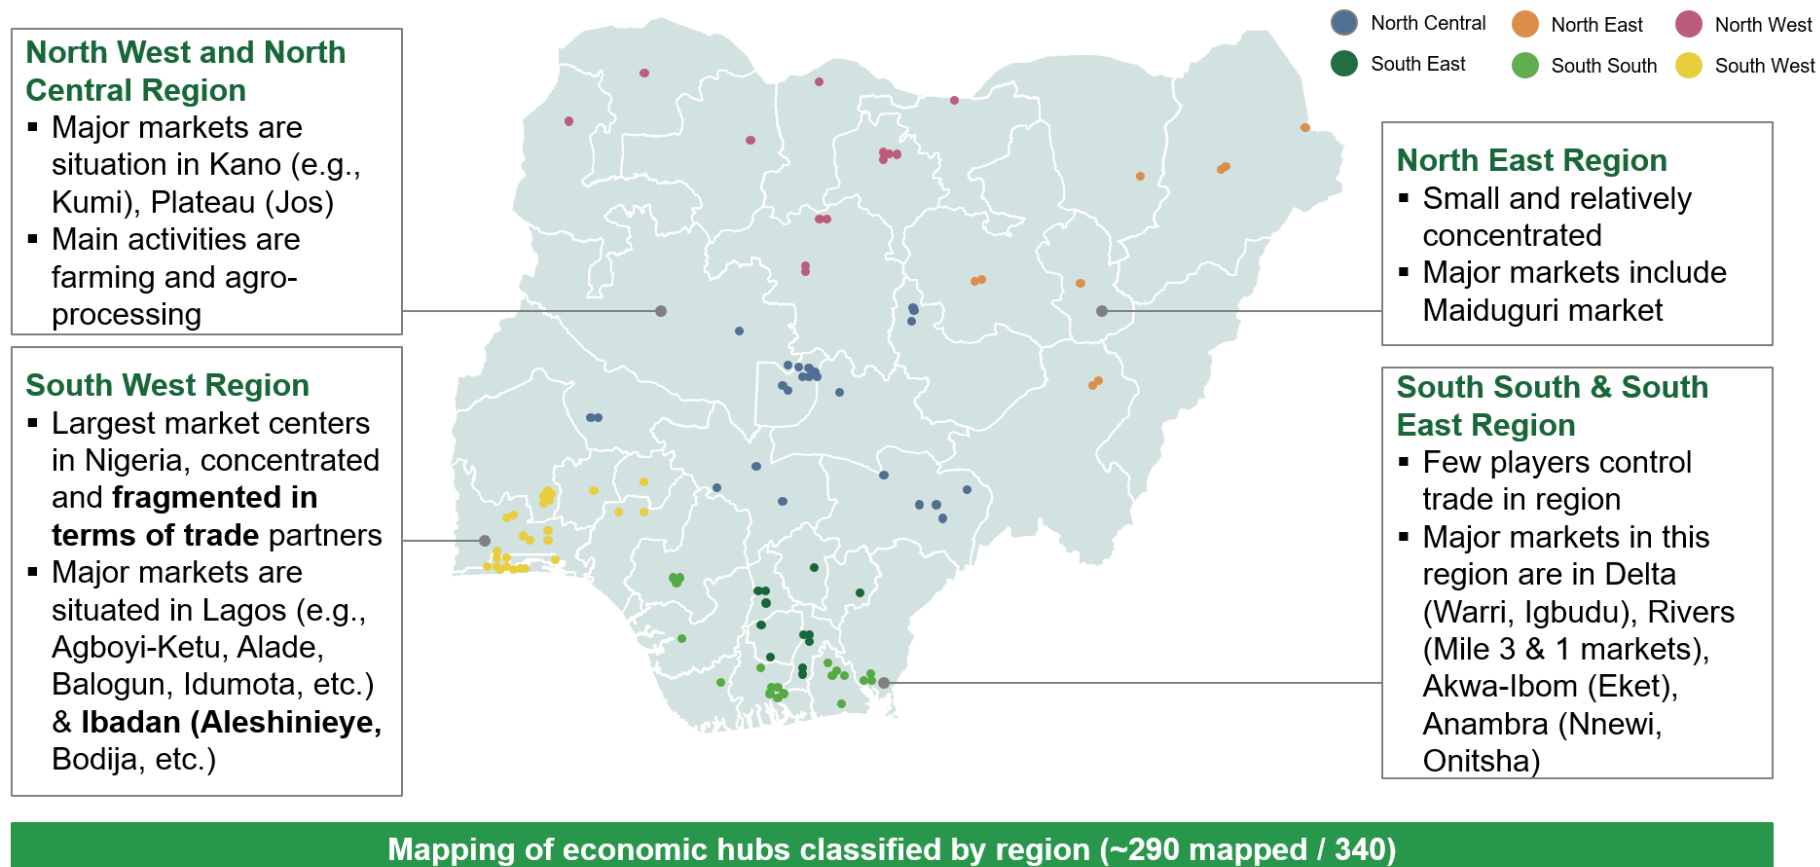 North Central
North East
North West
South East
South South
South West
North West and North
Central Region
▪ Major markets are
situation in Kano (e.g.,
Kumi), Plateau (Jos)
▪ Main activities are
farming and agro-
processing
South West Region
▪ Largest market centers
in Nigeria, concentrated
and fragmented in
terms of trade partners
▪ Major markets are
situated in Lagos (e.g.,
Agboyi-Ketu, Alade,
Balogun, Idumota, etc.)
& Ibadan (Aleshinieye,
Bodija, etc.)
North East Region
▪ Small and relatively
concentrated
▪ Major markets include
Maiduguri market
South South & South
East Region
▪ Few players control
trade in region
▪ Major markets in this
region are in Delta
(Warri, Igbudu), Rivers
(Mile 3 & 1 markets),
Akwa-Ibom (Eket),
Anambra (Nnewi,
Onitsha)
Mapping of economic hubs classified by region (~290 mapped / 340)